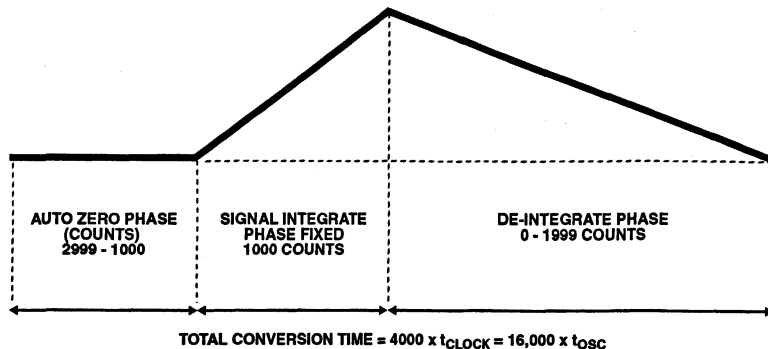 AUTO ZERO PHASE
(COUNTS)
2999 - 1000
SIGNAL INTEGRATE
PHASE FIXED
1000 COUNTS
DE-INTEGRATE PHASE
0 - 1999 COUNTS
TOTAL CONVERSION TIME = 4000 x tCLOCK = 16,000 x tOSC